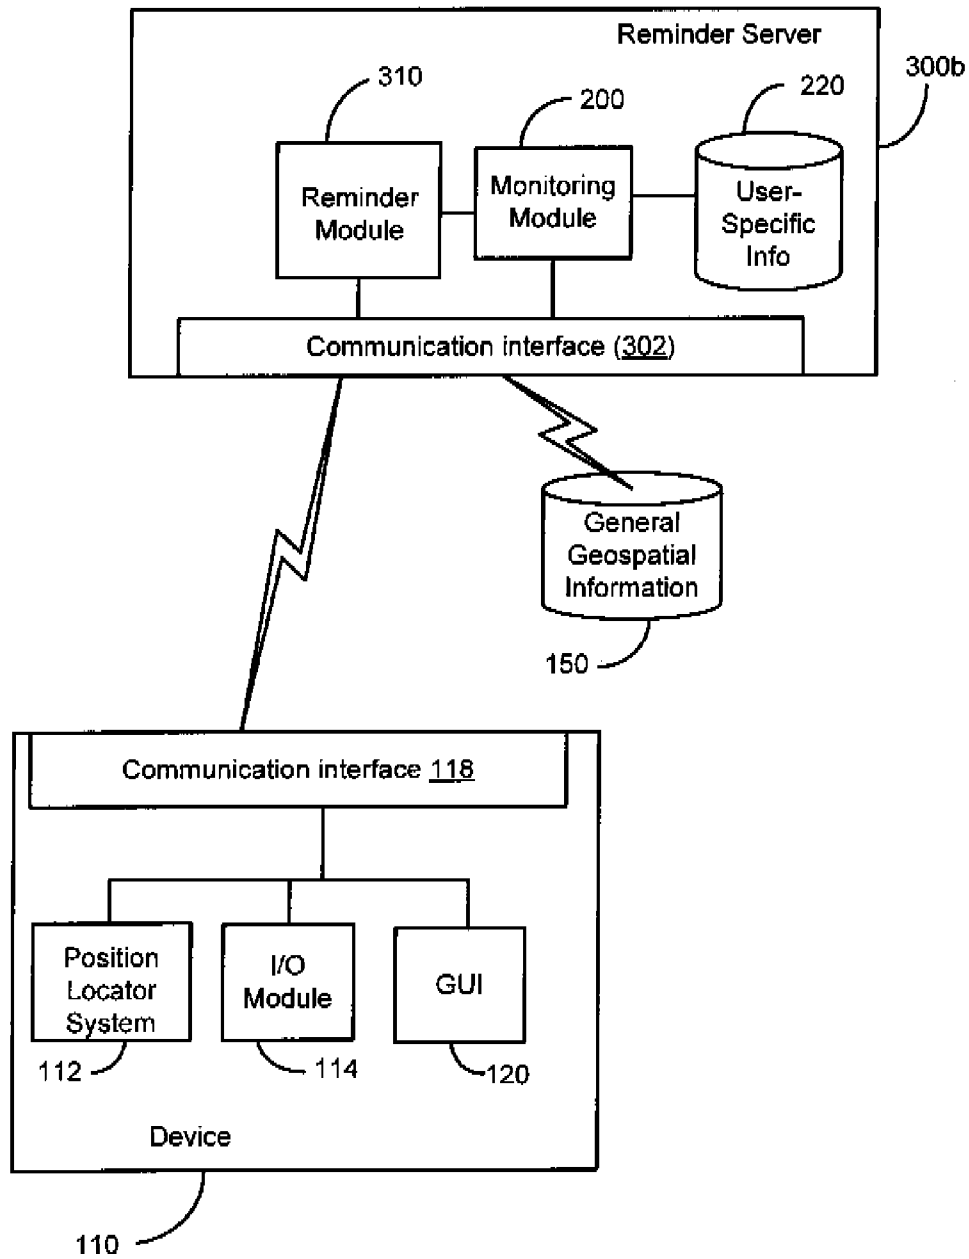 Reminder Server
300b
310
200
220
Reminder
Module
Monitoring
Module
User-
Specific
Info
Communication interface (302)
General
Geospatial
Information
150
Communication interface 118
Position
Locator
System
I/O
Module
GUI
112
114
120
Device
110